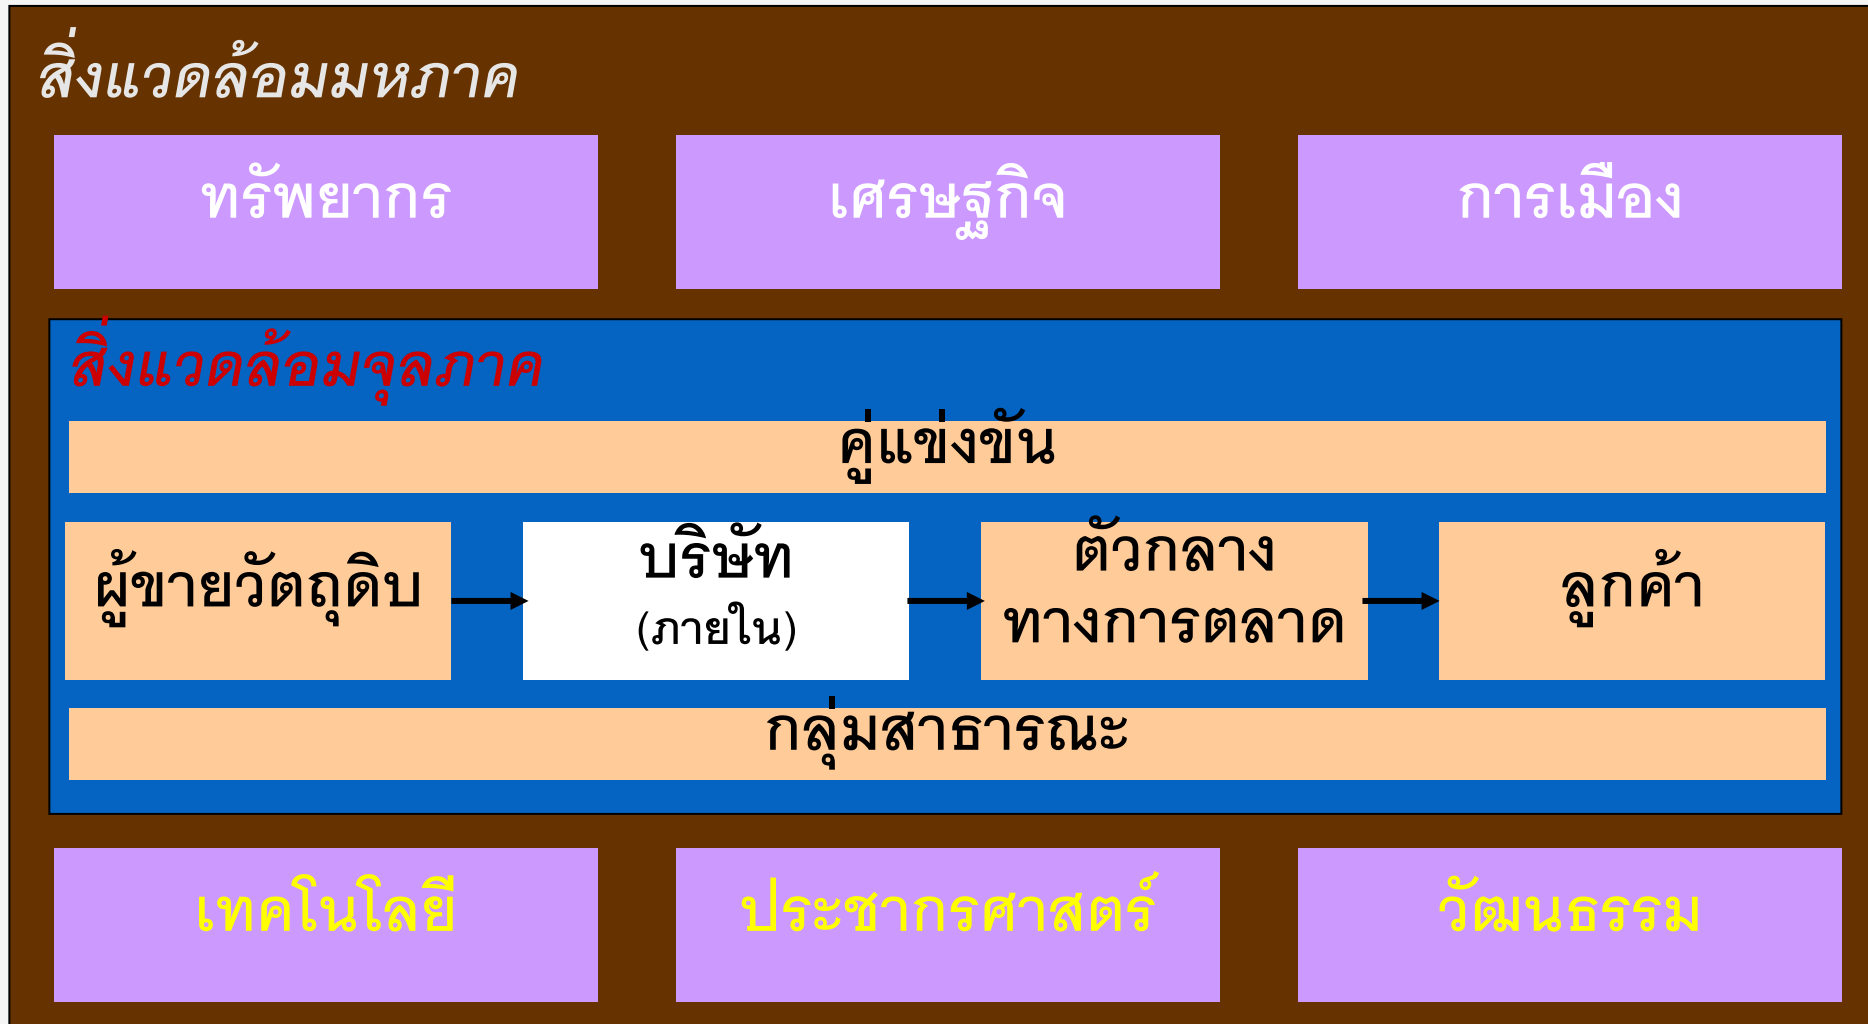 สิ่งแวดล้อมมหภาค
ทรัพยากร
เศรษฐกิจ
การเมือง
สิ่งแวดล้อมจุลภาค
คู่แข่งขัน
ผู้ขายวัตถุดิบ
บริษัท
(ภายใน)
ตัวกลาง
ทางการตลาด
ลูกค้า
กลุ่มสาธารณะ
เทคโนโลยี
ประชากรศาสตร์
วัฒนธรรม